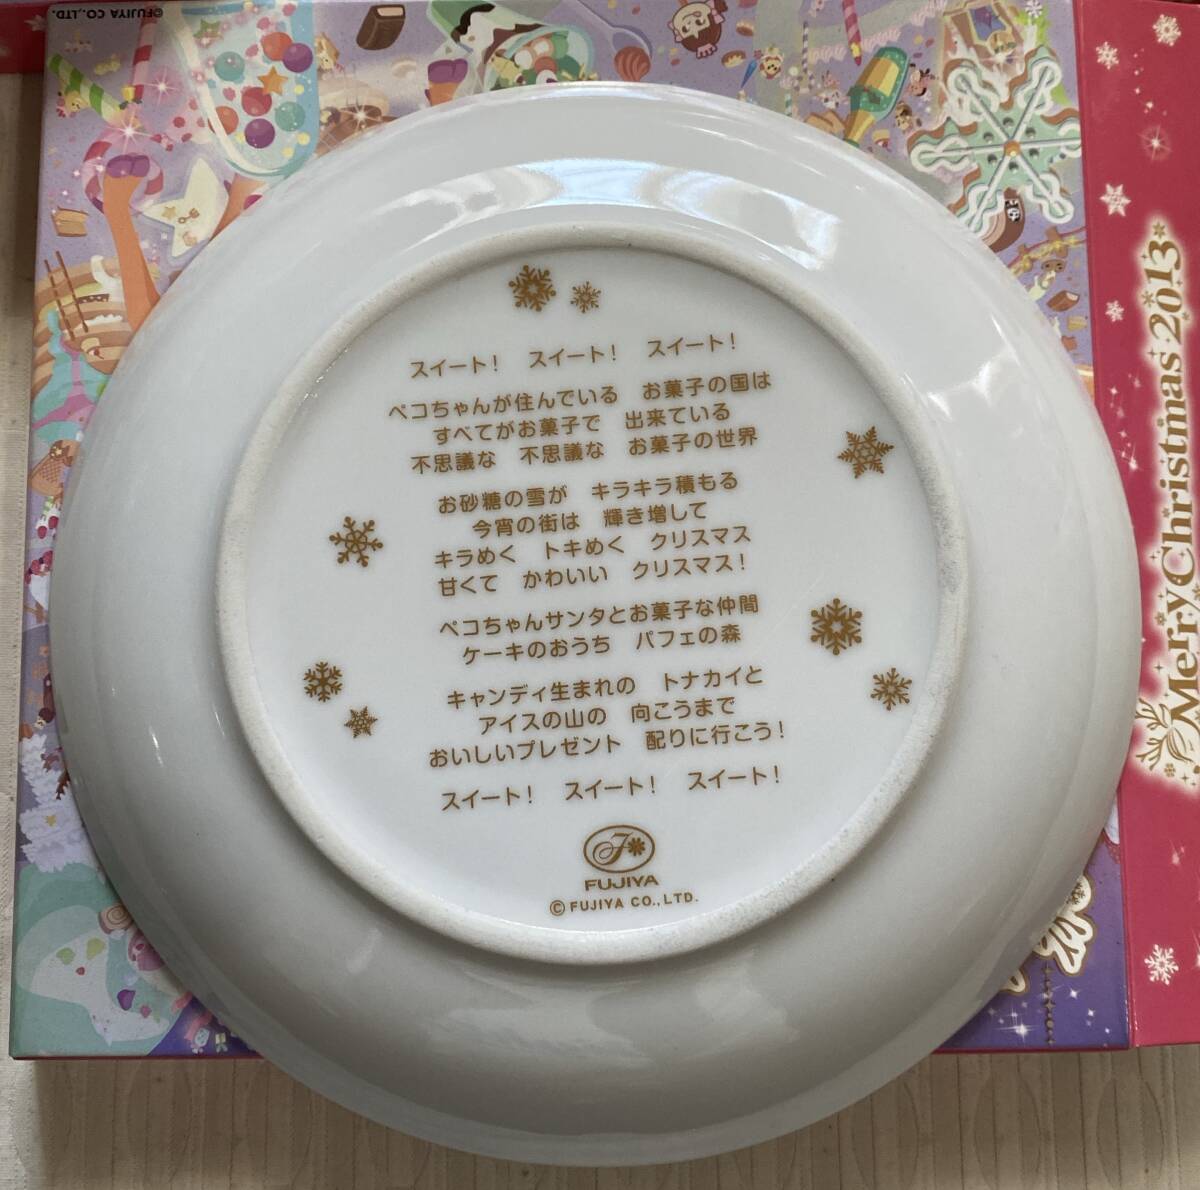 ©FUJIYA CO.,LTD.
スイート!　スイート!　スイート!
ペコちゃんが住んでいる　お菓子の国は
すべてがお菓子で　出来ている
不思議な　不思議な　お菓子の世界
お砂糖の雪が　キラキラ積もる
今宵の街は　輝き増して
キラめく　トキめく　クリスマス
甘くて　かわいい　クリスマス!
ペコちゃんサンタとお菓子な仲間
ケーキのおうち　パフェの森
キャンディ生まれの　トナカイと
アイスの山の　向こうまで
おいしいプレゼント　配りに行こう!
スイート!　スイート!　スイート!
F
FUJIYA
© FUJIYA CO.,LTD.
Merry Christmas 2013